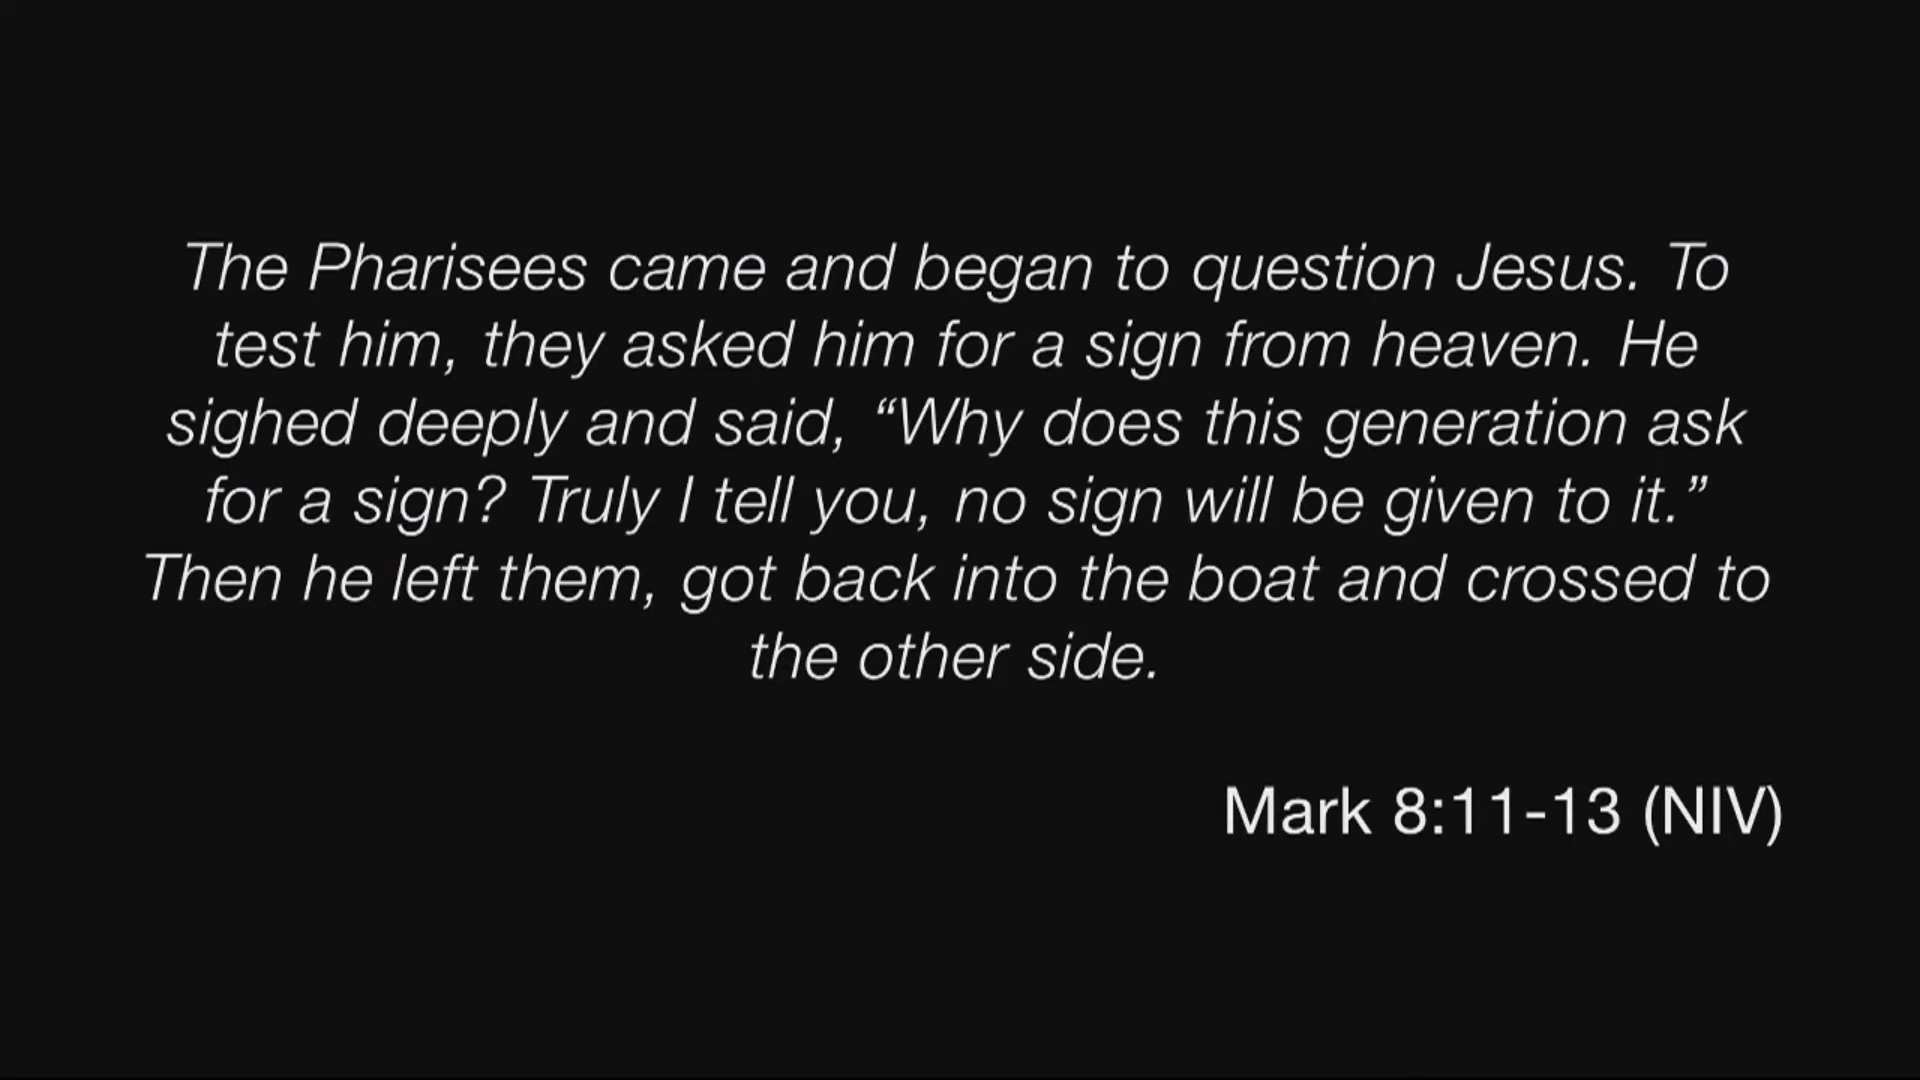 The Pharisees came and began to question Jesus. To
test him, they asked him for a sign from heaven. He
sighed deeply and said, “Why does this generation ask
for a sign? Truly I tell you, no sign will be given to it.”
Then he left them, got back into the boat and crossed to
the other side.
Mark 8:11-13 (NIV)